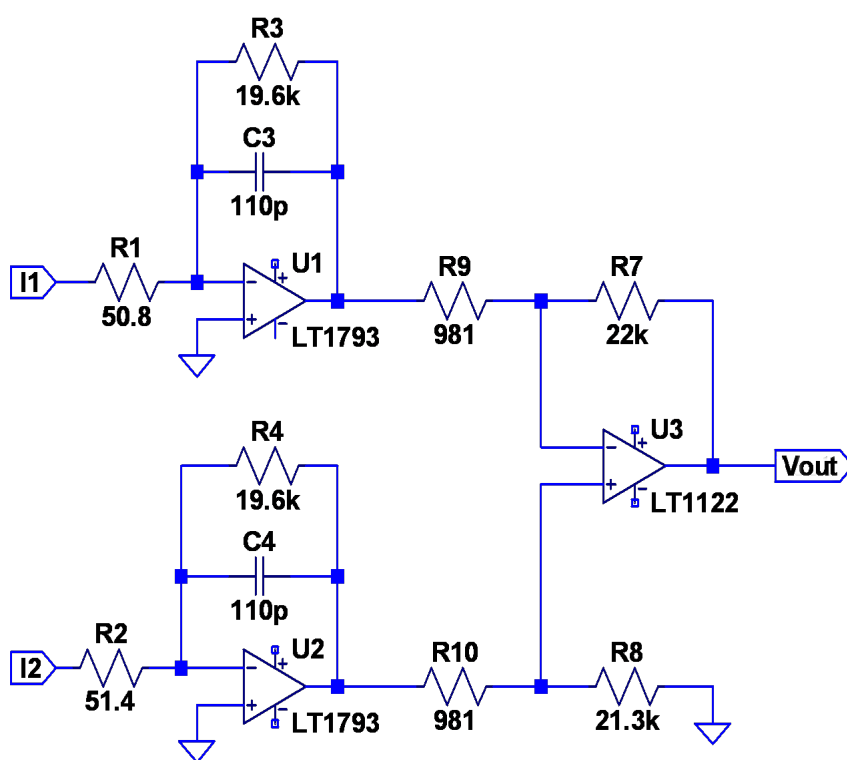 R3
19.6k
C3
110p
I1
R1
50.8
U1
LT1793
R9
981
R7
22k
R4
19.6k
C4
110p
U3
LT1122
Vout
I2
R2
51.4
U2
LT1793
R10
981
R8
21.3k